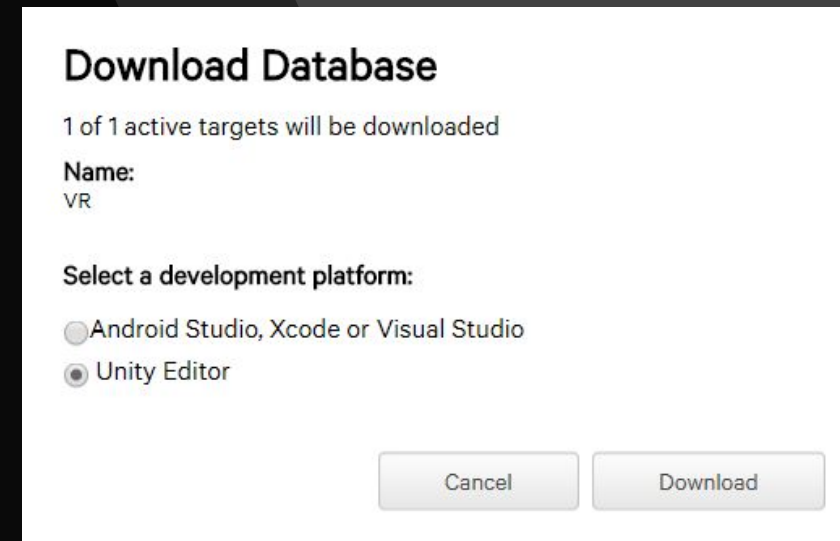 Download Database
1 of 1 active targets will be downloaded
Name:
VR
Select a development platform:
Android Studio, Xcode or Visual Studio
Unity Editor
Cancel
Download